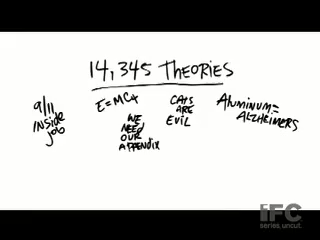 14,345 THEORIES
9/11
INSIDE
JOB
E=MC+
WE
NEED
OUR
APPENDIX
CATS
ARE
EVIL
ALUMINUM=
ALZHEIMERS
IFC
series.uncut.